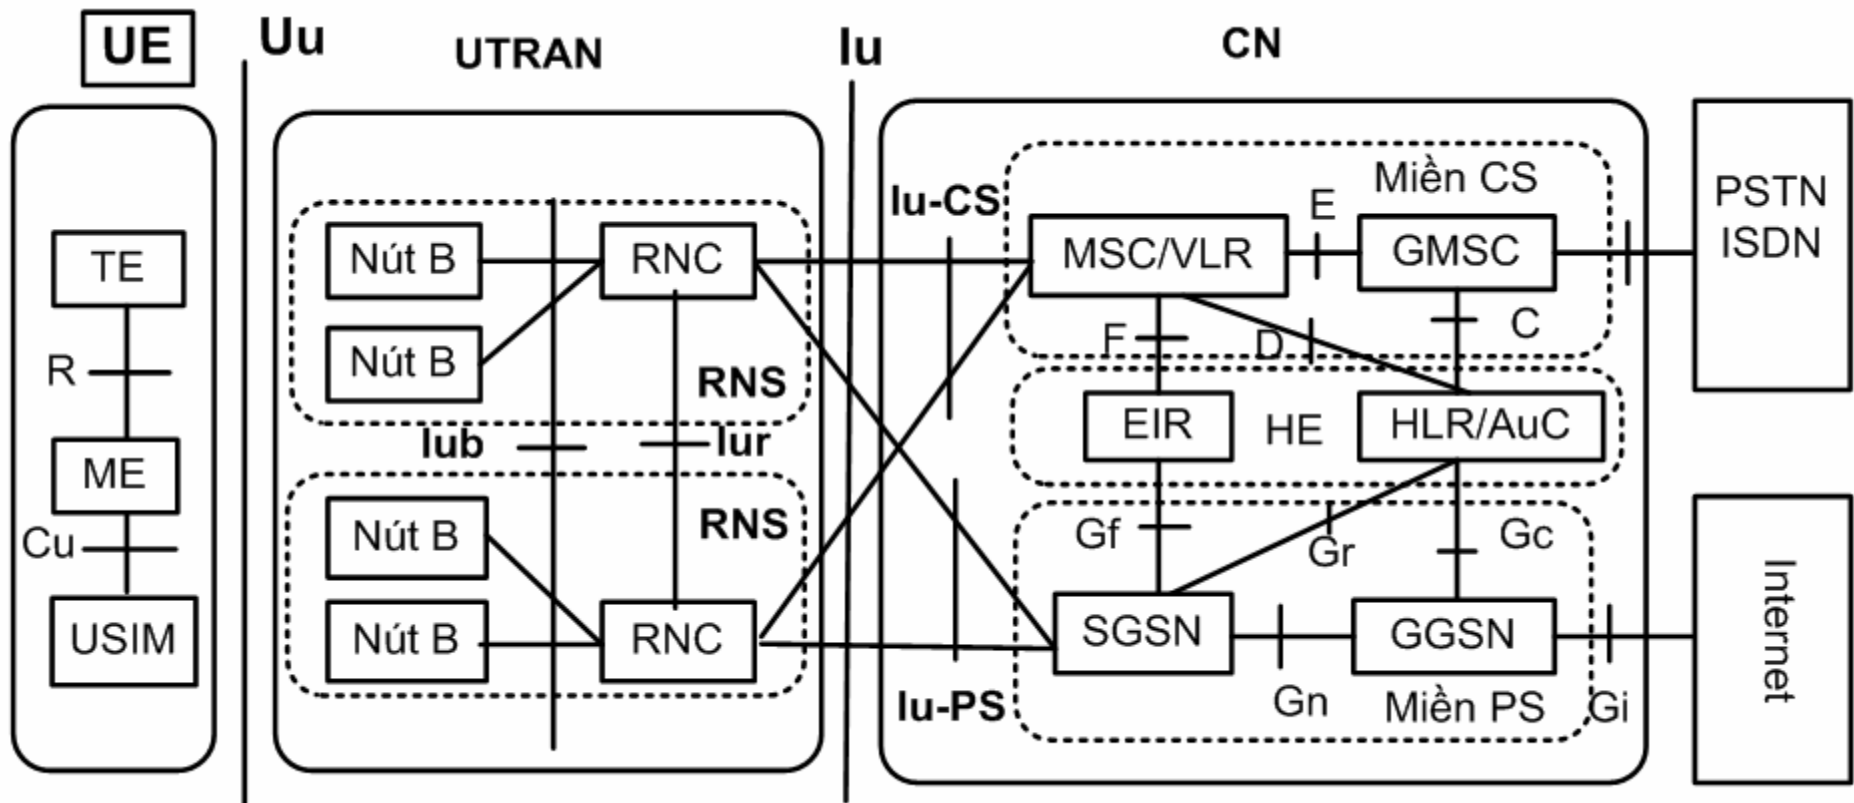 UE
Uu
UTRAN
Iu
CN
TE
R
ME
Cu
USIM
Nút B
RNC
Nút B
RNS
Iub
Iur
RNS
Nút B
Nút B
RNC
Iu-CS
Iu-PS
Miền CS
MSC/VLR
E
GMSC
F
D
C
EIR
HE
HLR/AuC
Gf
Gr
Gc
SGSN
Gn
GGSN
Miền PS
Gi
PSTN
ISDN
Internet